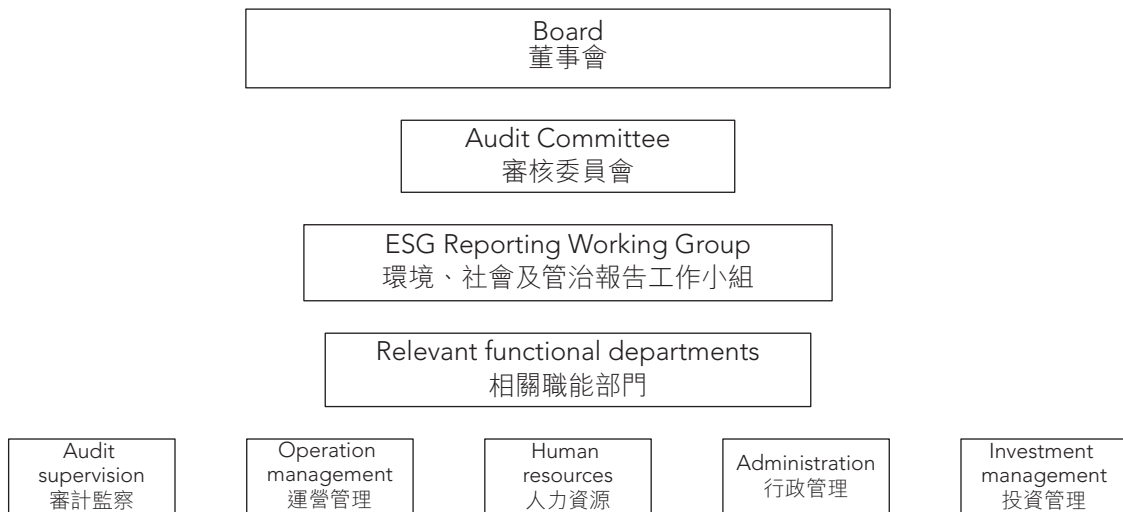 Board
董事會
Audit Committee
審核委員會
ESG Reporting Working Group
環境、社會及管治報告工作小組
Relevant functional departments
相關職能部門
Audit
supervision
審計監察
Operation
management
運營管理
Human
resources
人力資源
Administration
行政管理
Investment
management
投資管理